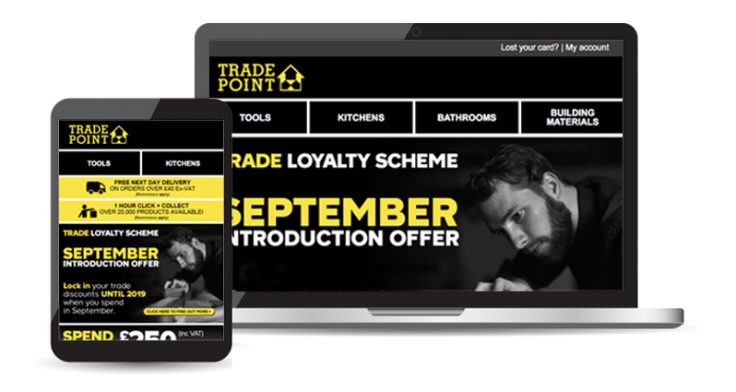 Lost your card? | My account
TRADE
POINT
TOOLS KITCHENS BATHROOMS BUILDING
MATERIALS
TRADE LOYALTY SCHEME
SEPTEMBER
INTRODUCTION OFFER
TRADE
POINT
TOOLS KITCHENS
FREE NEXT DAY DELIVERY
ON ORDERS OVER £40 Ex-VAT
(Restrictions apply)
1 HOUR CLICK + COLLECT
OVER 20,000 PRODUCTS AVAILABLE!
(Restrictions apply)
TRADE LOYALTY SCHEME
SEPTEMBER
INTRODUCTION OFFER
Lock in your trade
discounts UNTIL 2019
when you spend
in September.
CLICK HERE TO FIND OUT MORE >
SPEND £250 (inc VAT)